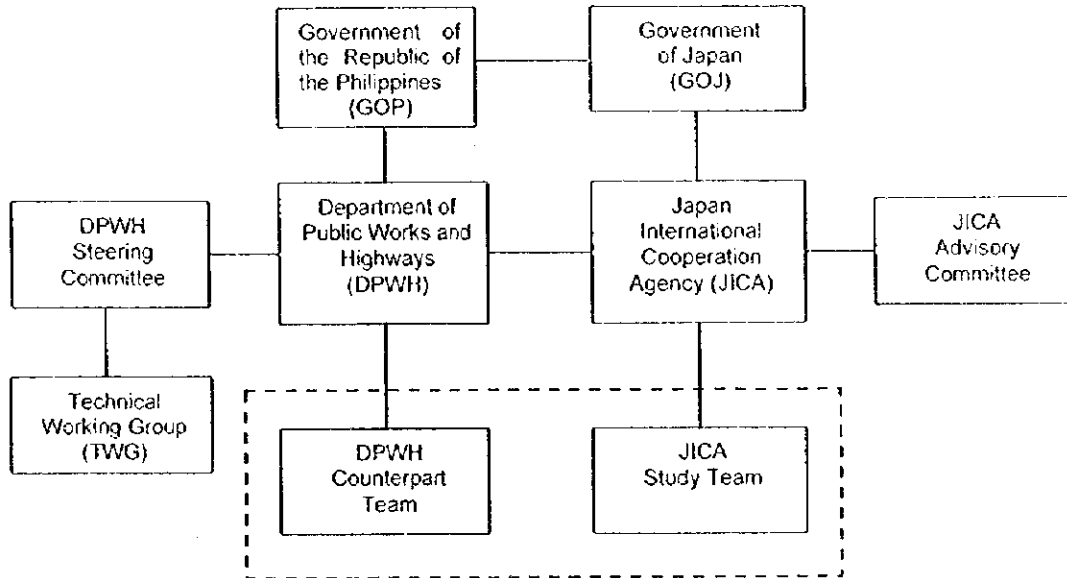 Government of
the Republic of
the Philippines
(GOP)
Government
of Japan
(GOJ)
DPWH
Steering
Committee
Department of
Public Works and
Highways
(DPWH)
Japan
International
Cooperation
Agency (JICA)
JICA
Advisory
Committee
Technical
Working Group
(TWG)
DPWH
Counterpart
Team
JICA
Study Team